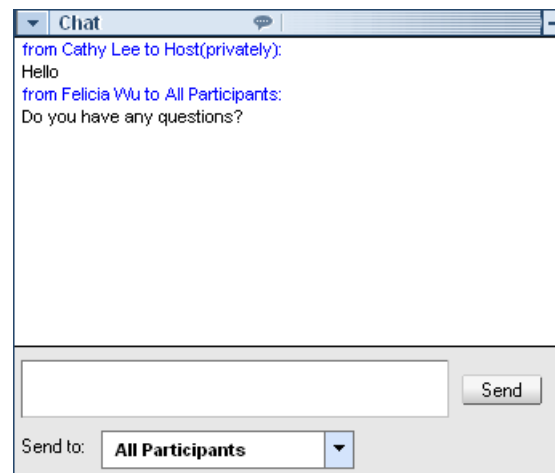 Chat
from Cathy Lee to Host(privately):
Hello
from Felicia Wu to All Participants:
Do you have any questions?
Send
Send to: All Participants